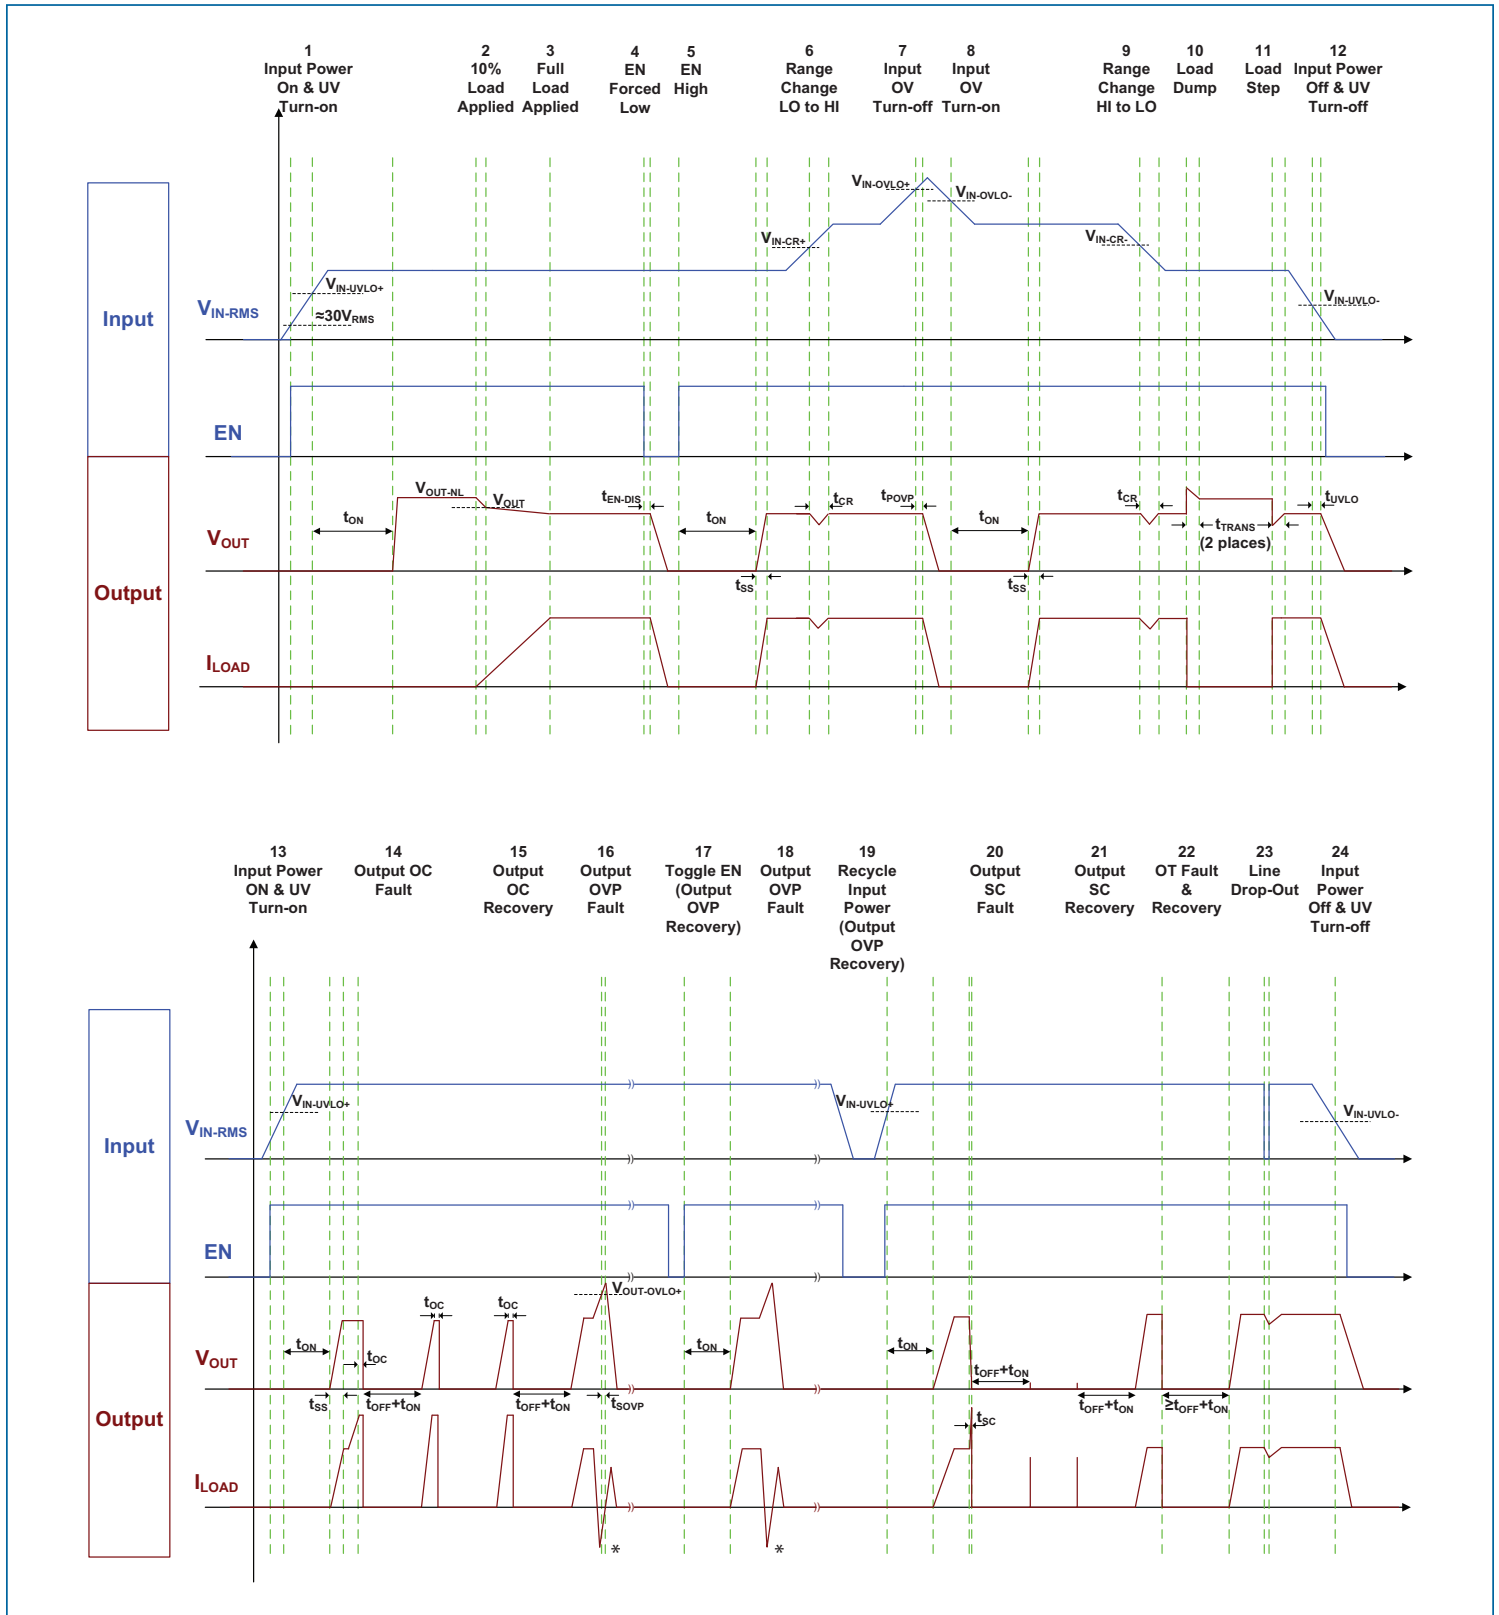 1
Input Power
On & UV
Turn-on
2
10%
Load
Applied
3
Full
Load
Applied
4
EN
Forced
Low
5
EN
High
6
Range
Change
LO to HI
7
Input
OV
Turn-off
8
Input
OV
Turn-on
9
Range
Change
HI to LO
10
Load
Dump
11
Load
Step
12
Input Power
Off & UV
Turn-off
Input
VIN-RMS
VIN-UVLO+
≈30VRMS
VIN-CR+
VIN-OVLO+
VIN-OVLO-
VIN-CR-
VIN-UVLO-
EN
Output
VOUT
tON
VOUT-NL
VOUT
tEN-DIS
tON
tSS
tCR
tPOVP
tON
tSS
tCR
tTRANS
(2 places)
tUVLO
ILOAD
13
Input Power
ON & UV
Turn-on
14
Output OC
Fault
15
Output
OC
Recovery
16
Output
OVP
Fault
17
Toggle EN
(Output
OVP
Recovery)
18
Output
OVP
Fault
19
Recycle
Input
Power
(Output
OVP
Recovery)
20
Output
SC
Fault
21
Output
SC
Recovery
22
OT Fault
&
Recovery
23
Line
Drop-Out
24
Input
Power
Off & UV
Turn-off
Input
VIN-RMS
VIN-UVLO+
VIN-UVLO+
VIN-UVLO-
EN
Output
VOUT
tON
tSS
tOC
tOFF+tON
tOC
tOC
tOFF+tON
VOUT-OVLO+
tSOVP
tON
tON
tOFF+tON
tSC
tOFF+tON
≥tOFF+tON
ILOAD
*
*